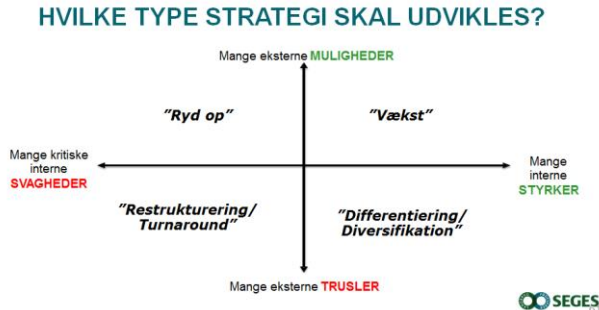 HVILKE TYPE STRATEGI SKAL UDVIKLES?
Mange eksterne MULIGHEDER
"Ryd op"
"Vækst"
Mange kritiske
interne
SVAGHEDER
Mange
interne
STYRKER
"Restrukturering/
Turnaround"
"Differentiering/
Diversifikation"
Mange eksterne TRUSLER
SEGES